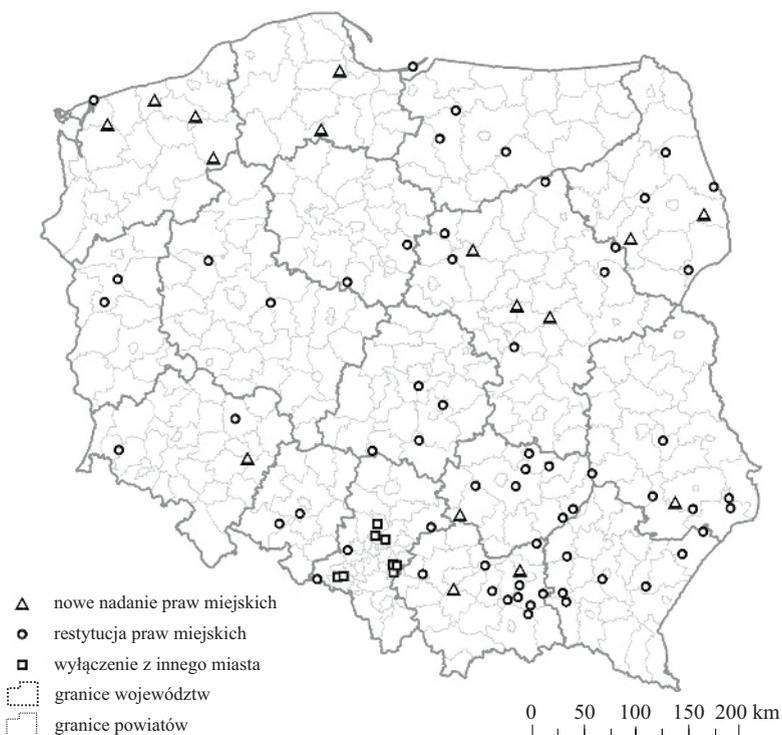 nowe nadanie praw miejskich
restytucja praw miejskich
wyłączenie z innego miasta
granice województw
granice powiatów
0 50 100 150 200 km